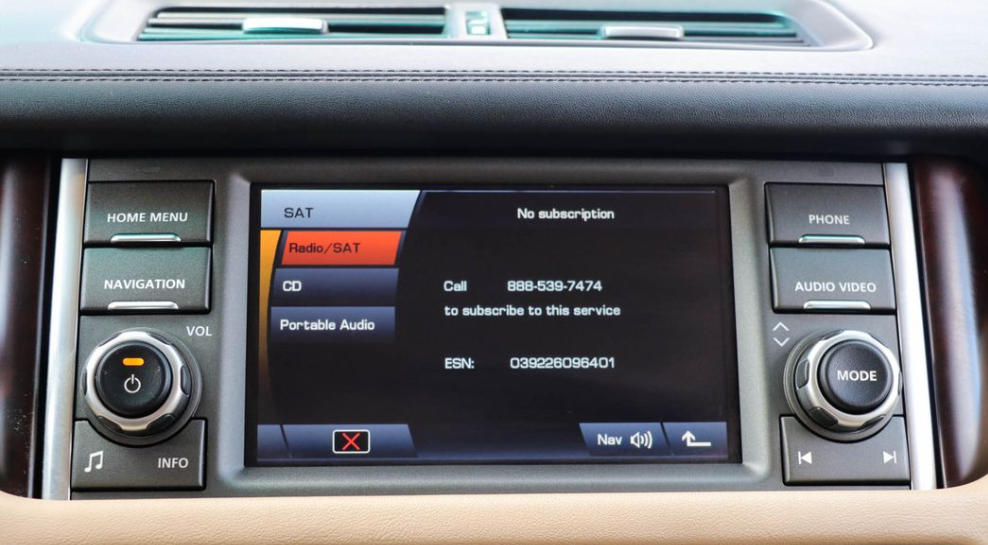 HOME MENU
NAVIGATION
VOL
INFO
SAT
Radio/SAT
CD
Portable Audio
No subscription
Call 888-539-7474
to subscribe to this service
ESN: 039226096401
Nav
PHONE
AUDIO VIDEO
MODE